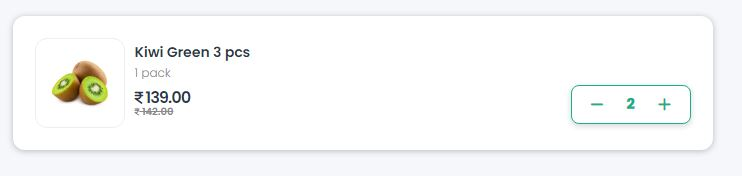 Kiwi Green 3 pcs
1 pack
₹139.00
₹142.00
− 2 +